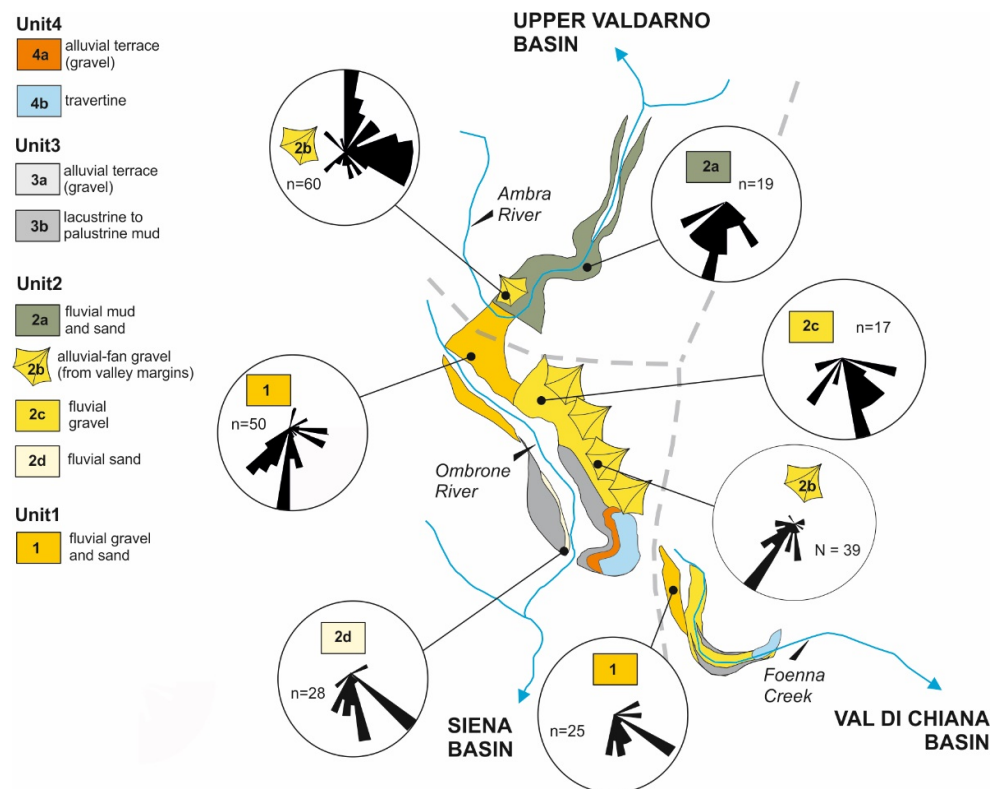 Unit4
4a
alluvial terrace
(gravel)
4b
travertine
Unit3
3a
alluvial terrace
(gravel)
3b
lacustrine to
palustrine mud
Unit2
2a
fluvial mud
and sand
2b
alluvial-fan gravel
(from valley margins)
2c
fluvial
gravel
2d
fluvial sand
Unit1
1
fluvial gravel
and sand
UPPER VALDARNO
BASIN
2b
n=60
Ambra
River
2a
n=19
2c
n=17
1
n=50
Ombrone
River
2b
N = 39
2d
n=28
1
n=25
SIENA
BASIN
Foenna
Creek
VAL DI CHIANA
BASIN